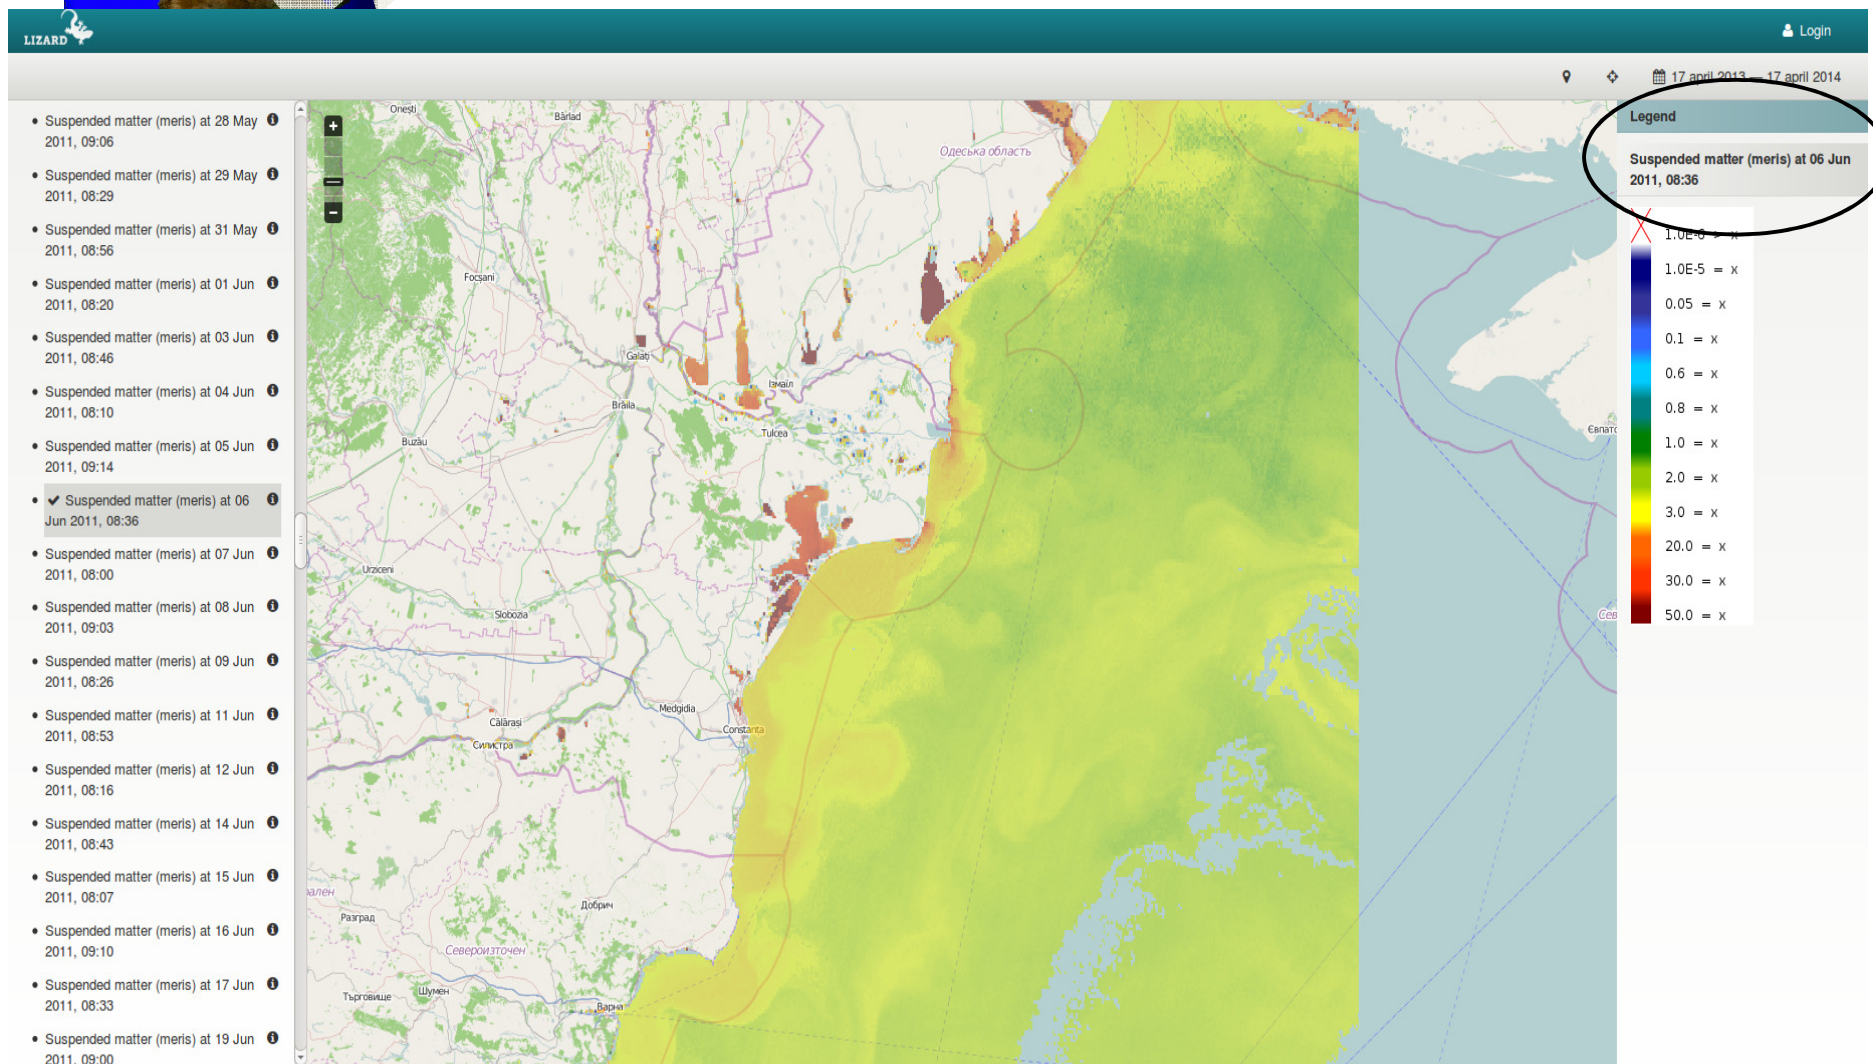 LIZARD
Login
17 april 2013 — 17 april 2014
Suspended matter (meris) at 28 May
2011, 09:06
Suspended matter (meris) at 29 May
2011, 08:29
Suspended matter (meris) at 31 May
2011, 08:56
Suspended matter (meris) at 01 Jun
2011, 08:20
Suspended matter (meris) at 03 Jun
2011, 08:46
Suspended matter (meris) at 04 Jun
2011, 08:10
Suspended matter (meris) at 05 Jun
2011, 09:14
Suspended matter (meris) at 06
Jun 2011, 08:36
Suspended matter (meris) at 07 Jun
2011, 08:00
Suspended matter (meris) at 08 Jun
2011, 09:03
Suspended matter (meris) at 09 Jun
2011, 08:26
Suspended matter (meris) at 11 Jun
2011, 08:53
Suspended matter (meris) at 12 Jun
2011, 08:16
Suspended matter (meris) at 14 Jun
2011, 08:43
Suspended matter (meris) at 15 Jun
2011, 08:07
Suspended matter (meris) at 16 Jun
2011, 09:10
Suspended matter (meris) at 17 Jun
2011, 08:33
Suspended matter (meris) at 19 Jun
2011, 09:00
+
−
Onești
Bârlad
Одеська область
Focșani
Galați
Ізмаїл
Brăila
Tulcea
Buzău
Urziceni
Slobozia
Medgidia
Călărași
Constanța
Силистра
Добрич
Разград
Североизточен
Търговище
Шумен
Варна
Legend
Suspended matter (meris) at 06 Jun
2011, 08:36
1.0E-6 > x
1.0E-5 = x
0.05 = x
0.1 = x
0.6 = x
0.8 = x
1.0 = x
2.0 = x
3.0 = x
20.0 = x
30.0 = x
50.0 = x